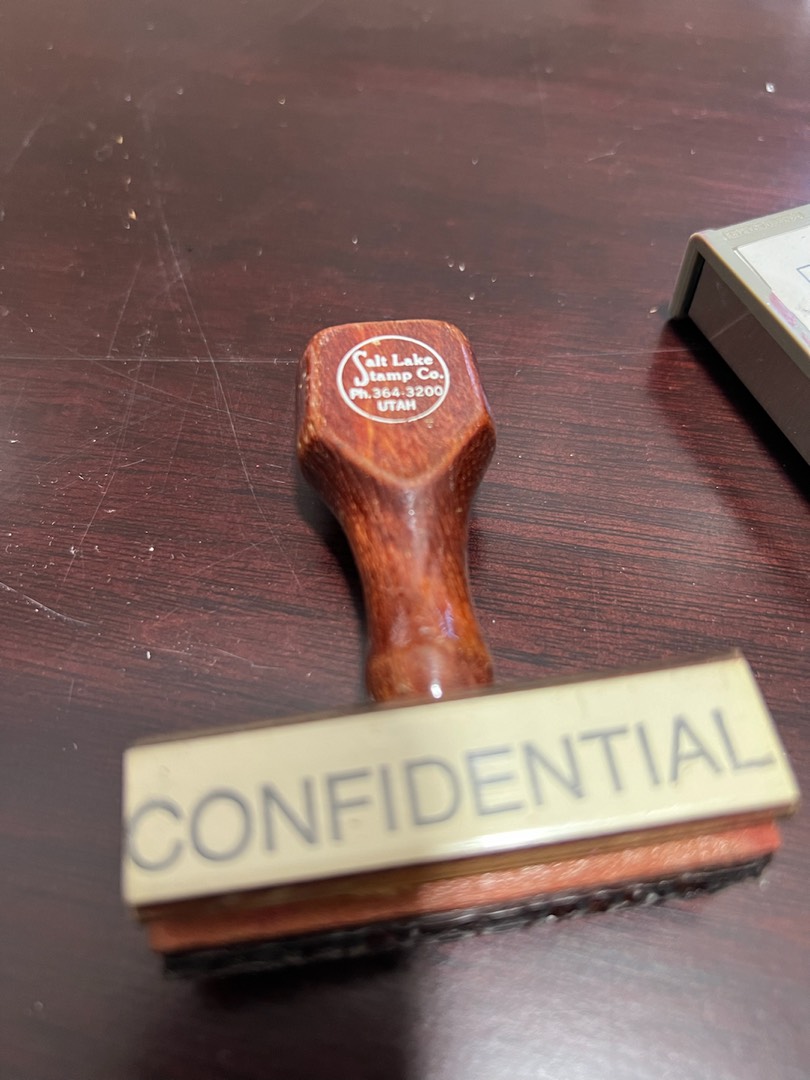 Salt Lake
Stamp Co.
Ph.364-3200
UTAH
CONFIDENTIAL